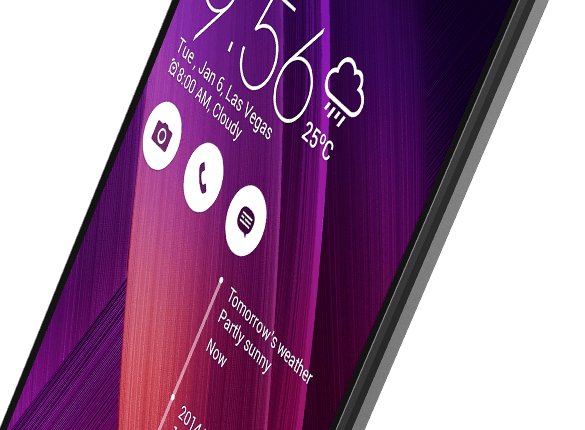 9:56
25°C
Tue, Jan 6, Las Vegas
8:00 AM, Cloudy
Tomorrow's weather
Partly sunny
Now